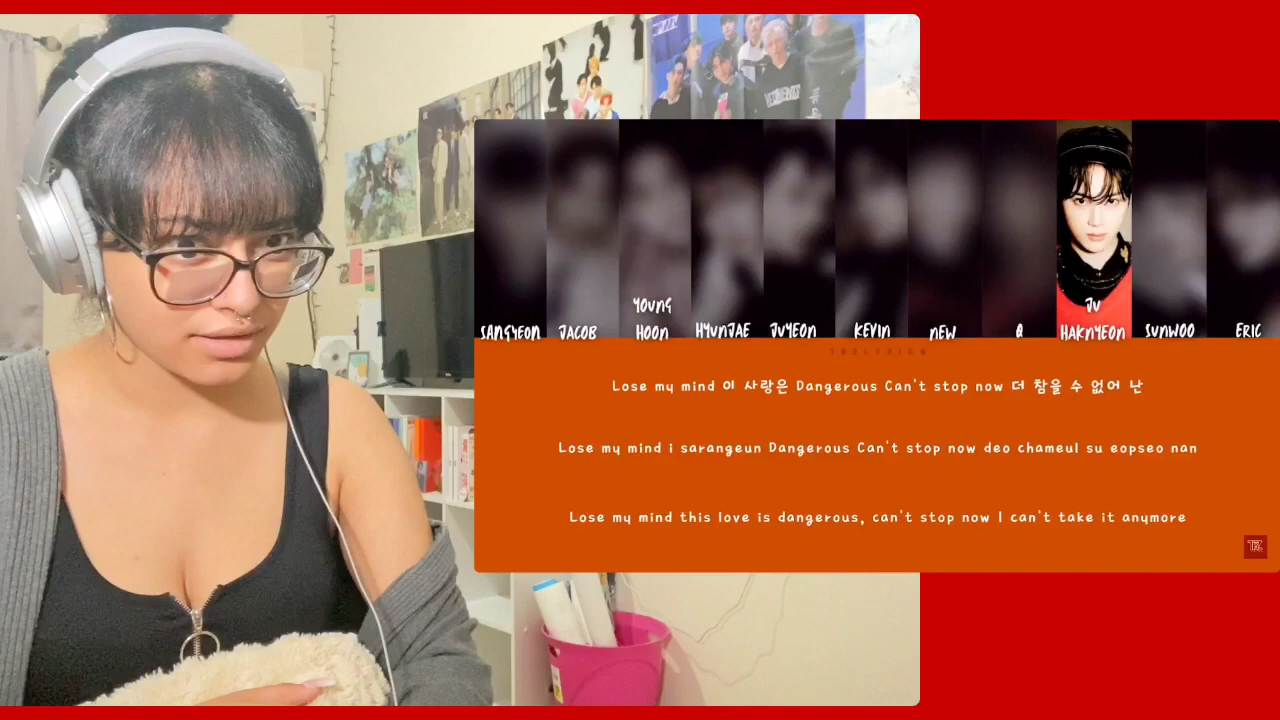 SANGYEON
JACOB
YOUNG HOON
HYUNJAE
JUYEON
KEVIN
NEW
Q
JU HAKNYEON
SUNWOO
ERIC
Lose my mind 이 사랑은 Dangerous Can't stop now 더 참을 수 없어 난
Lose my mind i sarangeun Dangerous Can't stop now deo chameul su eopseo nan
Lose my mind this love is dangerous, can't stop now I can't take it anymore